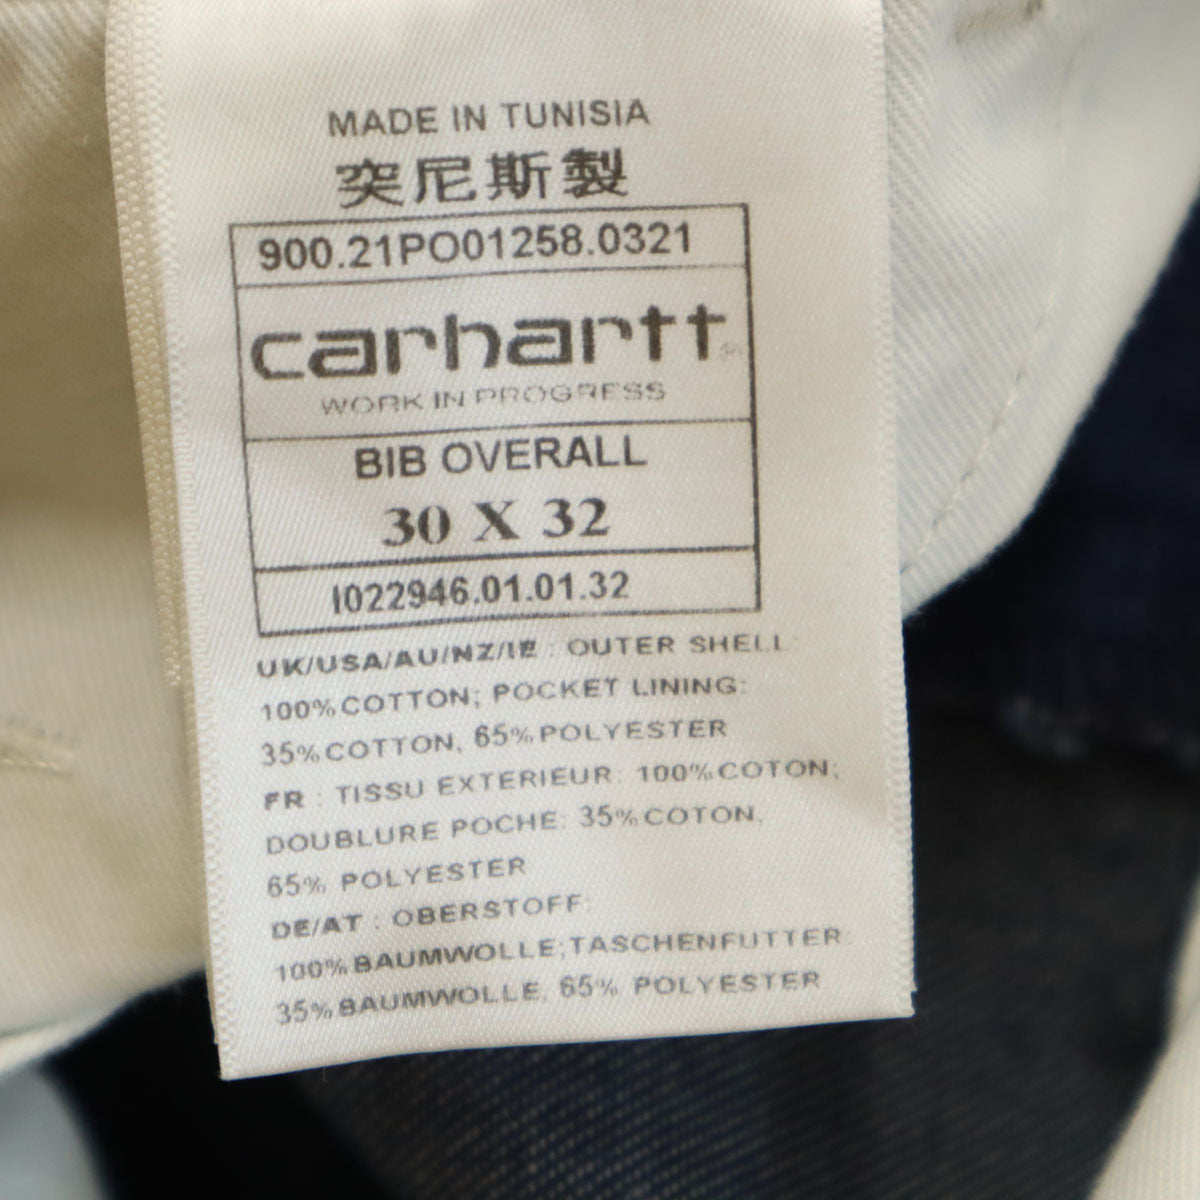 MADE IN TUNISIA
突尼斯製
900.21PO01258.0321
carhartt
WORK IN PROGRESS
BIB OVERALL
30 X 32
I022946.01.01.32
UK/USA/AU/NZ/IE : OUTER SHELL:
100% COTTON; POCKET LINING:
35% COTTON, 65% POLYESTER
FR : TISSU EXTERIEUR: 100% COTON;
DOUBLURE POCHE: 35% COTON,
65% POLYESTER
DE/AT : OBERSTOFF:
100% BAUMWOLLE;TASCHENFUTTER:
35% BAUMWOLLE, 65% POLYESTER